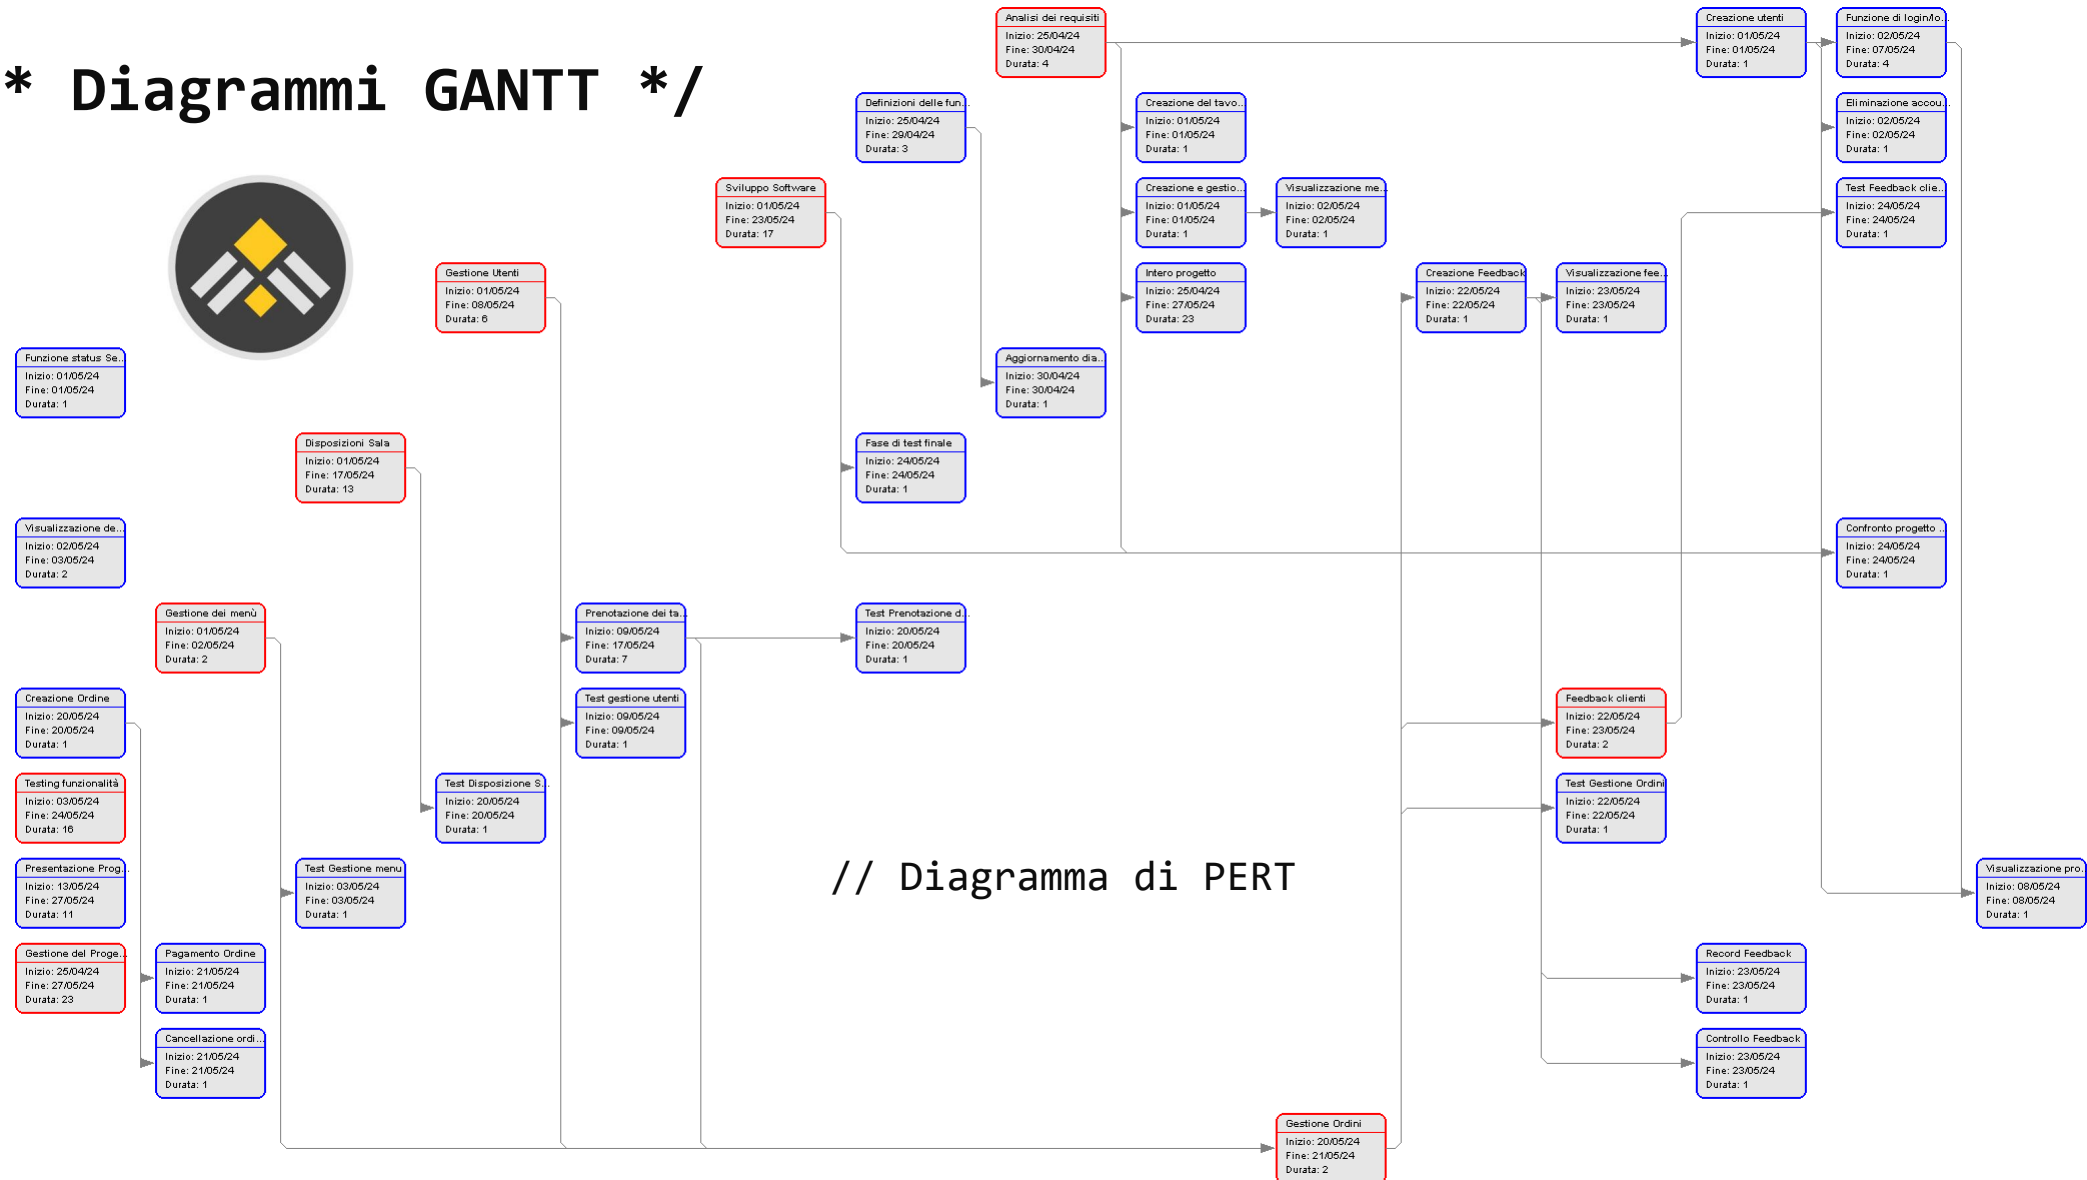 * Diagrammi GANTT */
Analisi dei requisiti
Inizio: 25/04/24
Fine: 30/04/24
Durata: 4
Creazione utenti
Inizio: 01/05/24
Fine: 01/05/24
Durata: 1
Funzione di login/lo..
Inizio: 02/05/24
Fine: 07/05/24
Durata: 4
Definizioni delle fun..
Inizio: 25/04/24
Fine: 29/04/24
Durata: 3
Creazione del tavo..
Inizio: 01/05/24
Fine: 01/05/24
Durata: 1
Eliminazione accou..
Inizio: 02/05/24
Fine: 02/05/24
Durata: 1
Sviluppo Software
Inizio: 01/05/24
Fine: 23/05/24
Durata: 17
Creazione e gestio...
Inizio: 01/05/24
Fine: 01/05/24
Durata: 1
Visualizzazione me...
Inizio: 02/05/24
Fine: 02/05/24
Durata: 1
Test Feedback clie...
Inizio: 24/05/24
Fine: 24/05/24
Durata: 1
Gestione Utenti
Inizio: 01/05/24
Fine: 08/05/24
Durata: 6
Intero progetto
Inizio: 25/04/24
Fine: 27/05/24
Durata: 23
Creazione Feedback
Inizio: 22/05/24
Fine: 22/05/24
Durata: 1
Visualizzazione fee...
Inizio: 23/05/24
Fine: 23/05/24
Durata: 1
Funzione status Se...
Inizio: 01/05/24
Fine: 01/05/24
Durata: 1
Aggiornamento dia...
Inizio: 30/04/24
Fine: 30/04/24
Durata: 1
Disposizioni Sala
Inizio: 01/05/24
Fine: 17/05/24
Durata: 13
Fase di test finale
Inizio: 24/05/24
Fine: 24/05/24
Durata: 1
Visualizzazione de...
Inizio: 02/05/24
Fine: 03/05/24
Durata: 2
Confronto progetto ...
Inizio: 24/05/24
Fine: 24/05/24
Durata: 1
Gestione dei menù
Inizio: 01/05/24
Fine: 02/05/24
Durata: 2
Prenotazione dei ta...
Inizio: 09/05/24
Fine: 17/05/24
Durata: 7
Test Prenotazione d...
Inizio: 20/05/24
Fine: 20/05/24
Durata: 1
Creazione Ordine
Inizio: 20/05/24
Fine: 20/05/24
Durata: 1
Test gestione utenti
Inizio: 09/05/24
Fine: 09/05/24
Durata: 1
Feedback clienti
Inizio: 22/05/24
Fine: 23/05/24
Durata: 2
Testing funzionalità
Inizio: 03/05/24
Fine: 24/05/24
Durata: 16
Test Disposizione S...
Inizio: 20/05/24
Fine: 20/05/24
Durata: 1
Test Gestione Ordini
Inizio: 22/05/24
Fine: 22/05/24
Durata: 1
Presentazione Prog...
Inizio: 13/05/24
Fine: 27/05/24
Durata: 11
Test Gestione menu
Inizio: 03/05/24
Fine: 03/05/24
Durata: 1
// Diagramma di PERT
Visualizzazione pro...
Inizio: 08/05/24
Fine: 08/05/24
Durata: 1
Gestione del Proge...
Inizio: 25/04/24
Fine: 27/05/24
Durata: 23
Pagamento Ordine
Inizio: 21/05/24
Fine: 21/05/24
Durata: 1
Record Feedback
Inizio: 23/05/24
Fine: 23/05/24
Durata: 1
Cancellazione ordi...
Inizio: 21/05/24
Fine: 21/05/24
Durata: 1
Controllo Feedback
Inizio: 23/05/24
Fine: 23/05/24
Durata: 1
Gestione Ordini
Inizio: 20/05/24
Fine: 21/05/24
Durata: 2